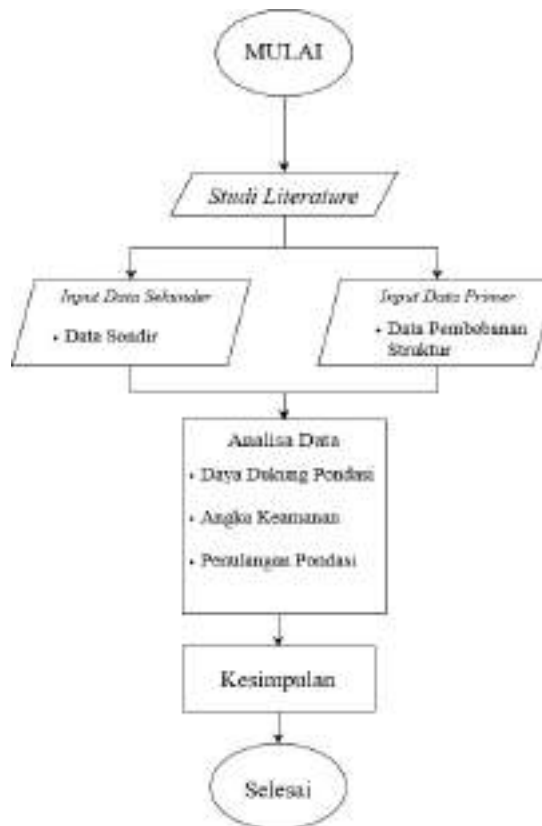 MULAI
Studi Literature
Input Data Sekunder
• Data Sondir
Input Data Primer
• Data Pembebanan
Struktur
Analisa Data
• Daya Dukung Pondasi
• Angka Keamanan
• Penulangan Pondasi
Kesimpulan
Selesai